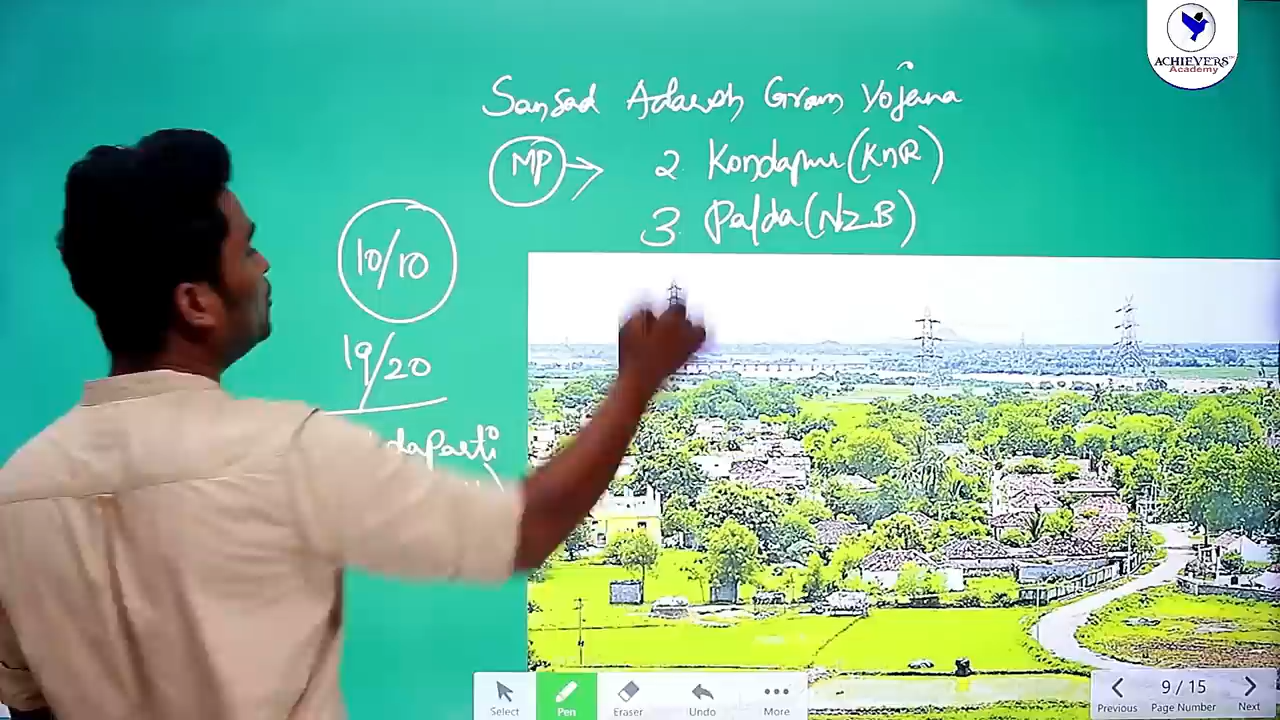 ACHIEVERS
Academy
Sansad Adarsh Gram Yojana
MP → 2. Kondapur (KNR)
3. Palda (NZB)
10/10
19/20
Select
Pen
Eraser
Undo
More
Previous
9 / 15
Page Number
Next